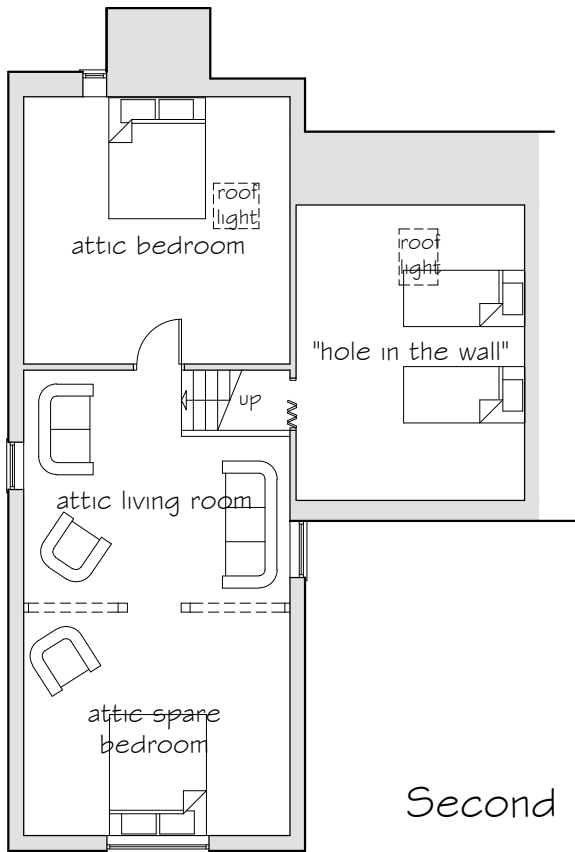 roof
light
attic bedroom
roof
light
"hole in the wall"
up
attic living room
attic spare
bedroom
Second